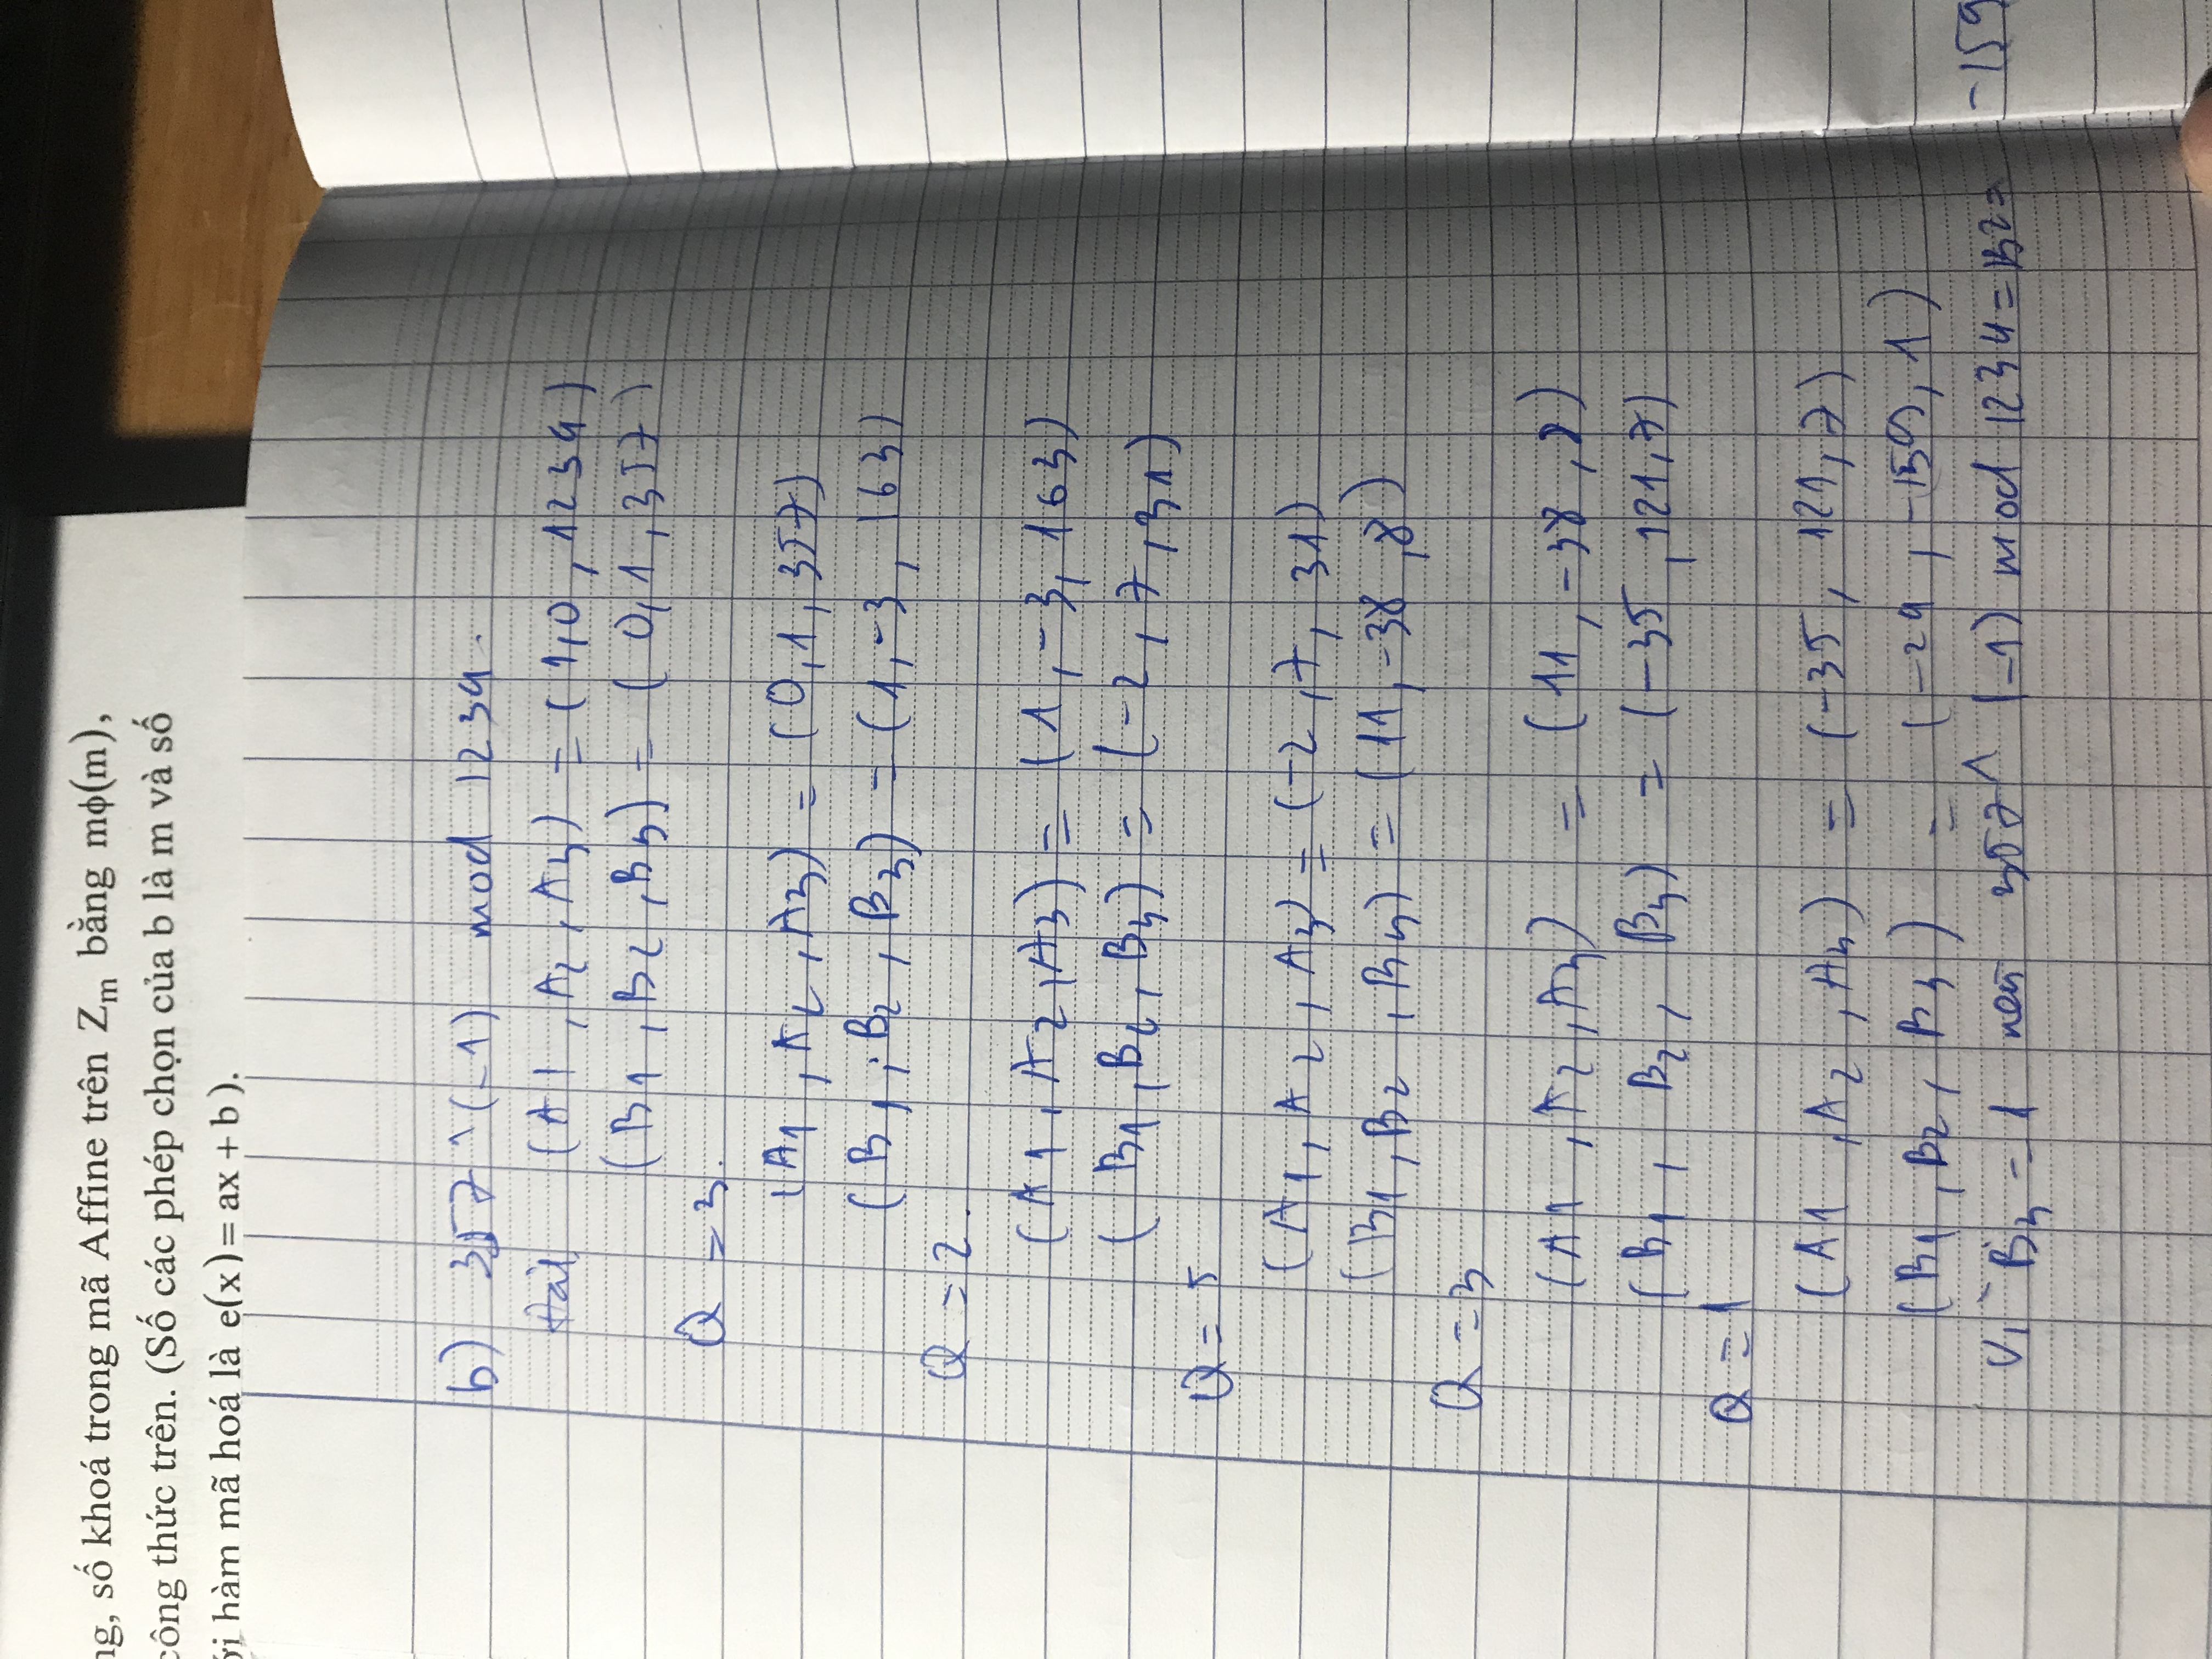 ng, số khoá trong mã Affine trên Zm bằng mϕ(m),
công thức trên. (Số các phép chọn của b là m và số
ới hàm mã hoá là e(x) = ax + b ).
b) 357 ^ (-1) mod 1234.
(A1, A2, A3) = (1,0, 1234)
(B1, B2, B3) = (0,1, 357)
Q = 3.
(A1, A2, A3) = (0,1, 357)
(B1, B2, B3) = (1,-3, 163)
Q = 2.
(A1, A2, A3) = (1,-3, 163)
(B1, B2, B3) = (-2, 7, 31)
Q = 5
(A1, A2, A3) = (-2, 7, 31)
(B1, B2, B3) = (11, -38, 8)
Q = 3
(A1, A2, A3) = (11, -38, 8)
(B1, B2, B3) = (-35, 121, 7)
Q = 1
(A1, A2, A3) = (-35, 121, 7)
(B1, B2, B3) = (-24, -159, 1)
Vì B3 = 1 nên 357 ^ (-1) mod 1234 = B2 = -159